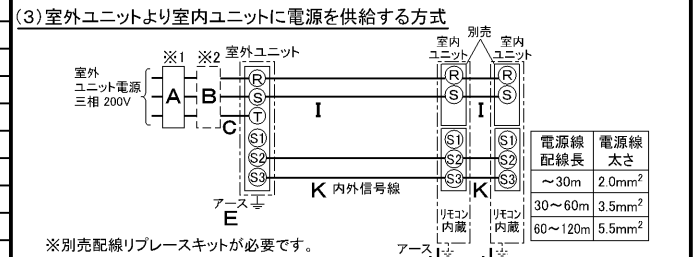 (3)室外ユニットより室内ユニットに電源を供給する方式
※1 ※2 室外ユニット
別売
室内
ユニット
室内
ユニット
室外
ユニット電源
三相 200V
A B
R
S
T
S1
S2
S3
C
I
R
S
S1
S2
S3
I
R
S
S1
S2
S3
K 内外信号線
K
アース
E
リモコン
内蔵
リモコン
内蔵
アース
電源線
配線長
電源線
太さ
~30m 2.0mm²
30~60m 3.5mm²
60~120m 5.5mm²
※別売配線リプレースキットが必要です。